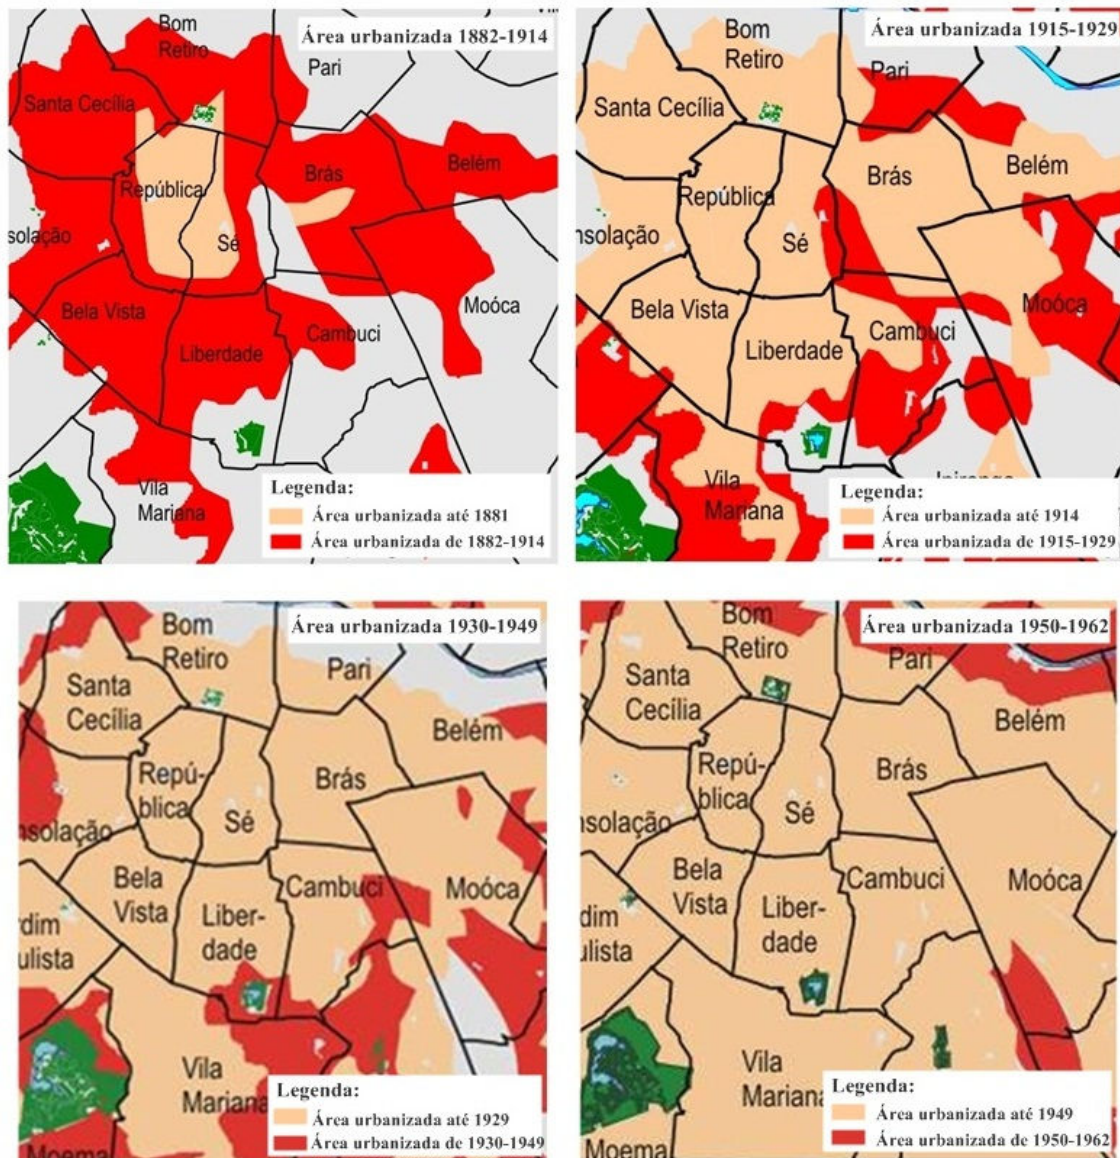 Bom
Retiro
Área urbanizada 1882-1914
Pari
Santa Cecília
Brás
Belém
República
Sé
solação
Bela Vista
Moóca
Cambuci
Liberdade
Vila
Mariana
Legenda:
Área urbanizada até 1881
Área urbanizada de 1882-1914
Vil
Bom
Retiro
Área urbanizada 1915-1929
Pari
Santa Cecília
Belém
Brás
República
nsolação
Sé
Bela Vista
Moóca
Cambuci
Liberdade
Vila
Mariana
Legenda:
Área urbanizada até 1914
Área urbanizada de 1915-1929
Bom
Retiro
Área urbanizada 1930-1949
Pari
Santa
Cecília
Belém
Repú-
blica
Brás
Sé
nsolação
Bela
Vista
Cambuci
Moóca
Liber-
dade
rdim
ulista
Vila
Mariana
Moema
Legenda:
Área urbanizada até 1929
Área urbanizada de 1930-1949
Bom
Retiro
Área urbanizada 1950-1962
Pari
Santa
Cecília
Belém
Repú-
blica
Brás
Sé
nsolação
Bela
Vista
Cambuci
Moóca
Liber-
dade
rdim
ulista
Vila
Mariana
Moema
Legenda:
Área urbanizada até 1949
Área urbanizada de 1950-1962